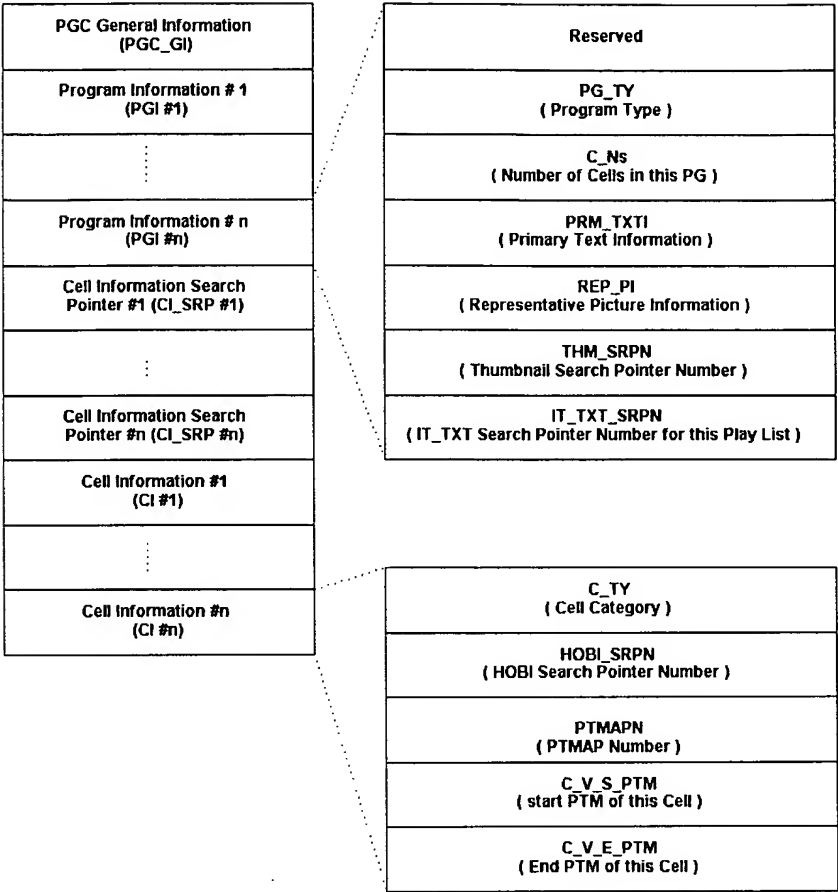 PGC General Information
(PGC_GI)
Program Information # 1
(PGI #1)
Program Information # n
(PGI #n)
Cell Information Search
Pointer #1 (CI_SRP #1)
Cell Information Search
Pointer #n (CI_SRP #n)
Cell Information #1
(CI #1)
Cell Information #n
(CI #n)
Reserved
PG_TY
( Program Type )
C_Ns
( Number of Cells in this PG )
PRM_TXTI
( Primary Text Information )
REP_PI
( Representative Picture Information )
THM_SRPN
( Thumbnail Search Pointer Number )
IT_TXT_SRPN
( IT_TXT Search Pointer Number for this Play List )
C_TY
( Cell Category )
HOBI_SRPN
( HOBI Search Pointer Number )
PTMAPN
( PTMAP Number )
C_V_S_PTM
( start PTM of this Cell )
C_V_E_PTM
( End PTM of this Cell )